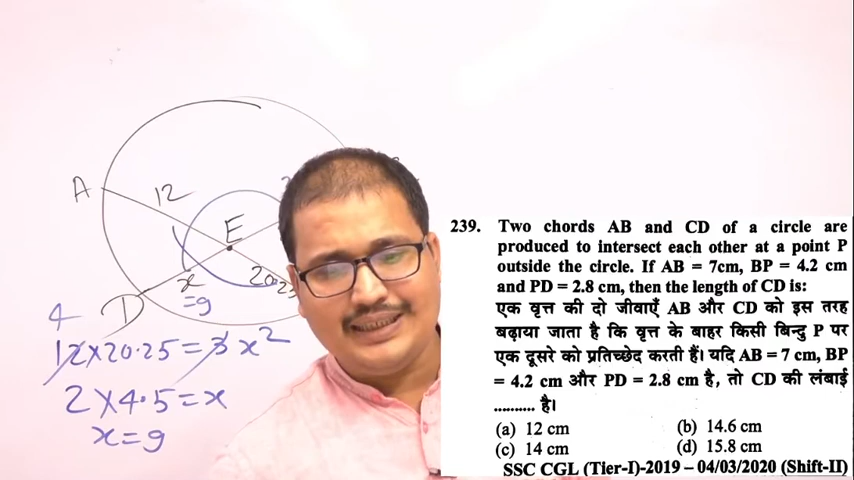 A
12
E
x
=9
20.25
D
4
12×20.25=3x²
2×4.5=x
x=9
239. Two chords AB and CD of a circle are
produced to intersect each other at a point P
outside the circle. If AB = 7cm, BP = 4.2 cm
and PD = 2.8 cm, then the length of CD is:
एक वृत्त की दो जीवाएँ AB और CD को इस तरह
बढ़ाया जाता है कि वृत्त के बाहर किसी बिन्दु P पर
एक दूसरे को प्रतिच्छेद करती हैं। यदि AB = 7 cm, BP
= 4.2 cm और PD = 2.8 cm है, तो CD की लंबाई
.......... है।
(a) 12 cm (b) 14.6 cm
(c) 14 cm (d) 15.8 cm
SSC CGL (Tier-I)-2019 – 04/03/2020 (Shift-II)